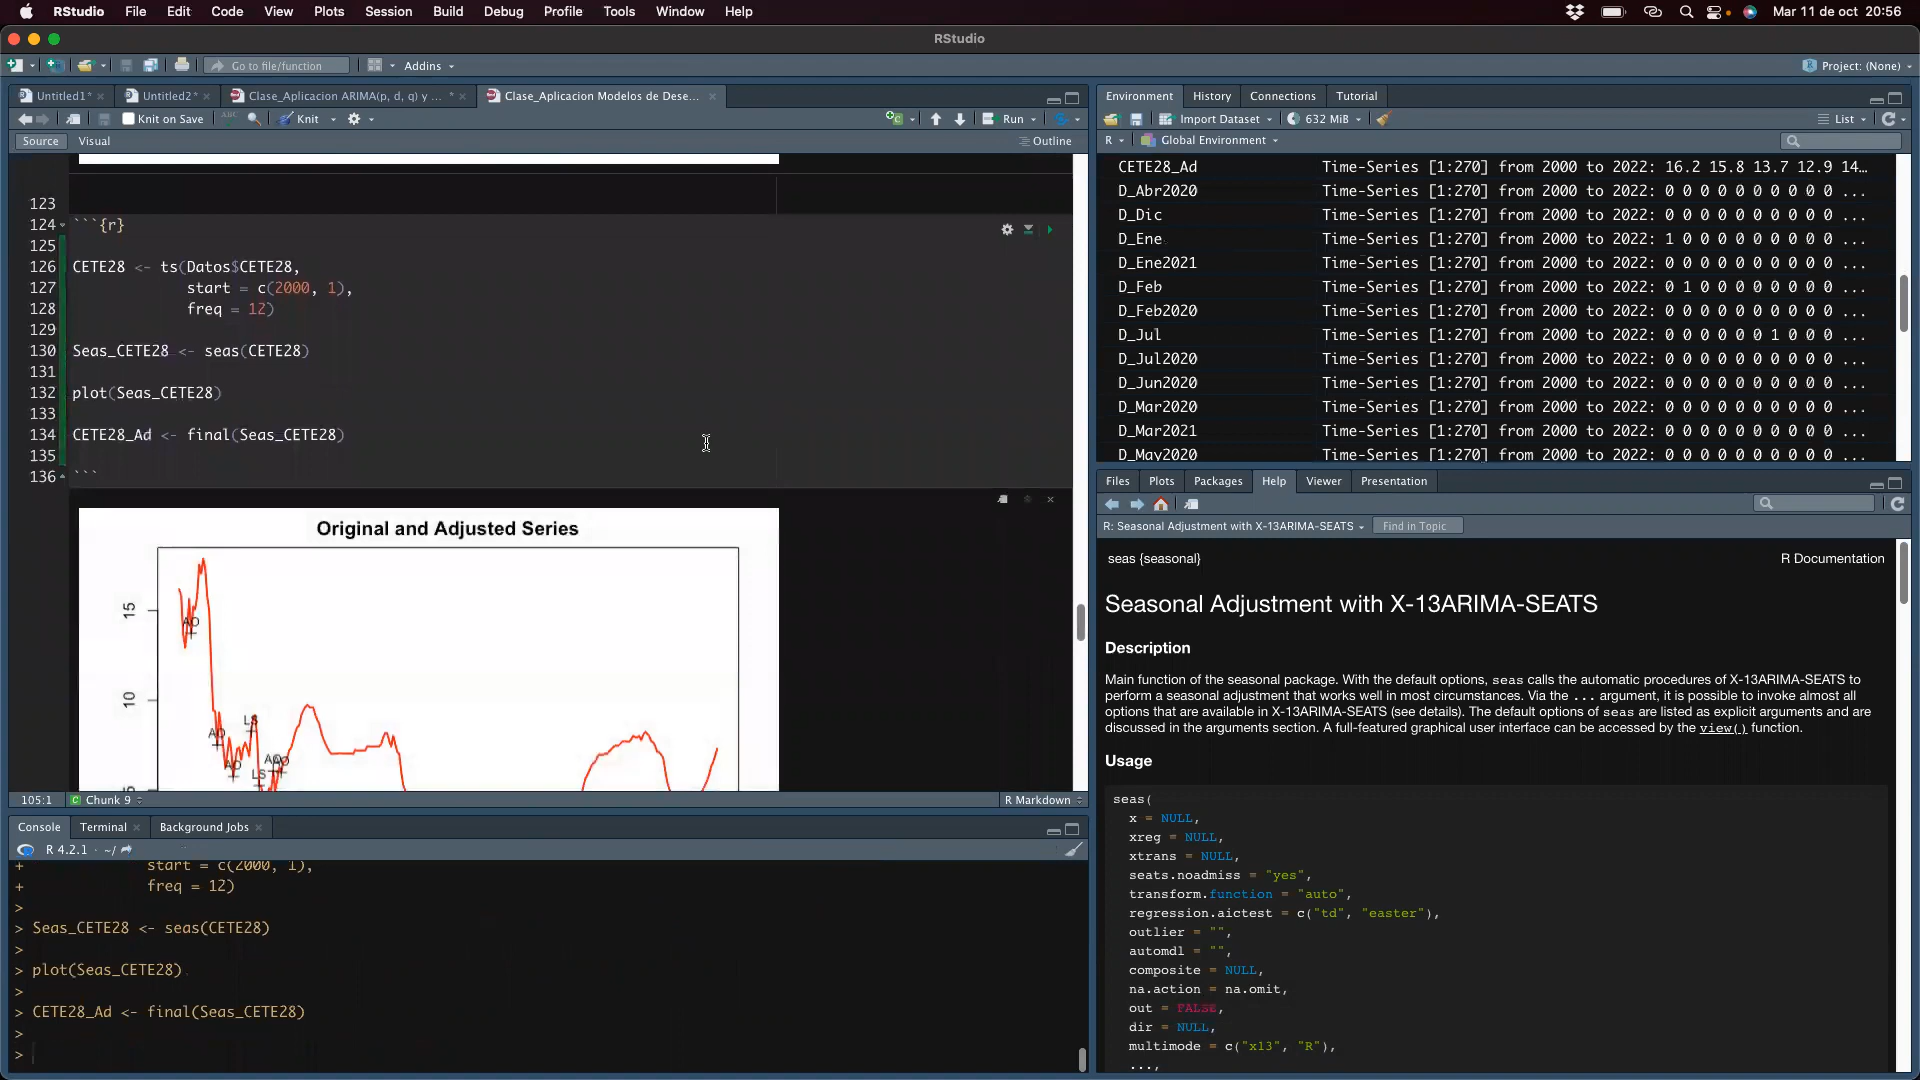 RStudio File Edit Code View Plots Session Build Debug Profile Tools Window Help Mar 11 de oct 20:56
RStudio
Go to file/function Addins Project: (None)
Untitled1* Untitled2* Clase_Aplicacion ARIMA(p, d, q) y ... * Clase_Aplicacion Modelos de Dese...
Knit on Save ABC Knit Run
Source Visual Outline
123
124 ```{r}
125
126 CETE28 <- ts(Datos$CETE28,
127 start = c(2000, 1),
128 freq = 12)
129
130 Seas_CETE28 <- seas(CETE28)
131
132 plot(Seas_CETE28)
133
134 CETE28_Ad <- final(Seas_CETE28)
135
136 ```
Original and Adjusted Series
15
10
5
AO
AO
LS
AO
LS
AO
105:1 Chunk 9 R Markdown
Console Terminal Background Jobs
R 4.2.1 · ~/
+ start = c(2000, 1),
+ freq = 12)
>
> Seas_CETE28 <- seas(CETE28)
>
> plot(Seas_CETE28)
>
> CETE28_Ad <- final(Seas_CETE28)
>
>
Environment History Connections Tutorial
Import Dataset 632 MiB List
R Global Environment
CETE28_Ad Time-Series [1:270] from 2000 to 2022: 16.2 15.8 13.7 12.9 14…
D_Abr2020 Time-Series [1:270] from 2000 to 2022: 0 0 0 0 0 0 0 0 0 0 ...
D_Dic Time-Series [1:270] from 2000 to 2022: 0 0 0 0 0 0 0 0 0 0 ...
D_Ene Time-Series [1:270] from 2000 to 2022: 1 0 0 0 0 0 0 0 0 0 ...
D_Ene2021 Time-Series [1:270] from 2000 to 2022: 0 0 0 0 0 0 0 0 0 0 ...
D_Feb Time-Series [1:270] from 2000 to 2022: 0 1 0 0 0 0 0 0 0 0 ...
D_Feb2020 Time-Series [1:270] from 2000 to 2022: 0 0 0 0 0 0 0 0 0 0 ...
D_Jul Time-Series [1:270] from 2000 to 2022: 0 0 0 0 0 0 1 0 0 0 ...
D_Jul2020 Time-Series [1:270] from 2000 to 2022: 0 0 0 0 0 0 0 0 0 0 ...
D_Jun2020 Time-Series [1:270] from 2000 to 2022: 0 0 0 0 0 0 0 0 0 0 ...
D_Mar2020 Time-Series [1:270] from 2000 to 2022: 0 0 0 0 0 0 0 0 0 0 ...
D_Mar2021 Time-Series [1:270] from 2000 to 2022: 0 0 0 0 0 0 0 0 0 0 ...
D_May2020 Time-Series [1:270] from 2000 to 2022: 0 0 0 0 0 0 0 0 0 0 ...
Files Plots Packages Help Viewer Presentation
R: Seasonal Adjustment with X-13ARIMA-SEATS Find in Topic
seas {seasonal} R Documentation
Seasonal Adjustment with X-13ARIMA-SEATS
Description
Main function of the seasonal package. With the default options, seas calls the automatic procedures of X-13ARIMA-SEATS to
perform a seasonal adjustment that works well in most circumstances. Via the ... argument, it is possible to invoke almost all
options that are available in X-13ARIMA-SEATS (see details). The default options of seas are listed as explicit arguments and are
discussed in the arguments section. A full-featured graphical user interface can be accessed by the view() function.
Usage
seas(
x = NULL,
xreg = NULL,
xtrans = NULL,
seats.noadmiss = "yes",
transform.function = "auto",
regression.aictest = c("td", "easter"),
outlier = "",
automdl = "",
composite = NULL,
na.action = na.omit,
out = FALSE,
dir = NULL,
multimode = c("x13", "R"),
...,